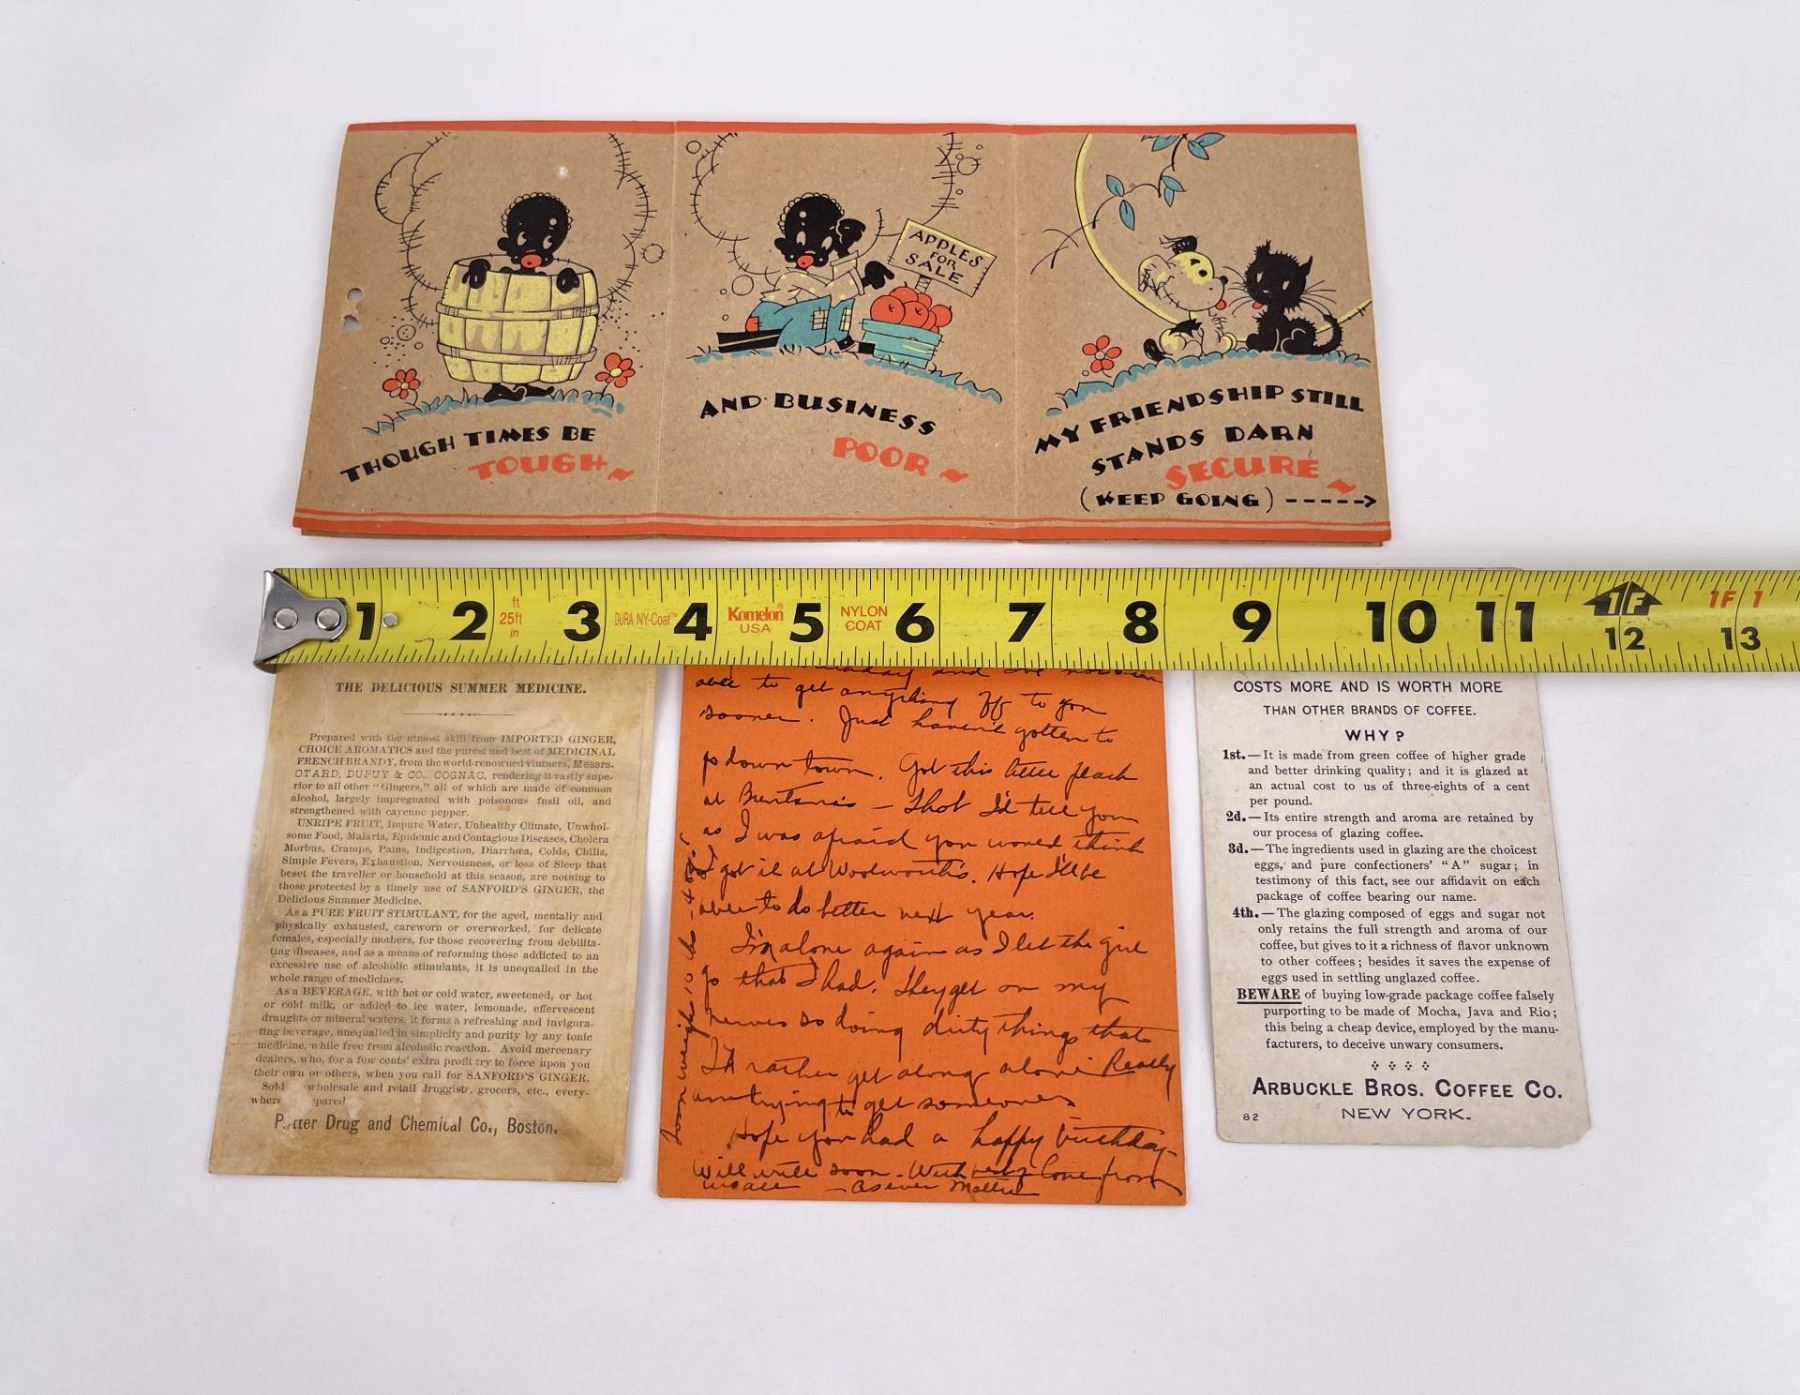 APPLES
FOR
SALE
THOUGH TIMES BE
TOUGH~
AND BUSINESS
POOR~
MY FRIENDSHIP STILL
STANDS DARN
SECURE~
(KEEP GOING) ----->
1 2 ft 25ft in 3 DURA NY-Coat™ 4 Komelon® USA 5 NYLON COAT 6 7 8 9 10 11 1F 12 1F 1 13
THE DELICIOUS SUMMER MEDICINE.
Prepared with the utmost skill from IMPORTED GINGER,
CHOICE AROMATICS and the purest and best of MEDICINAL
FRENCH BRANDY, from the world-renowned vintners, Messrs.
OTARD, DUPUY & CO., COGNAC, rendering it vastly supe-
rior to all other "Gingers," all of which are made of common
alcohol, largely impregnated with poisonous fusil oil, and
strengthened with cayenne pepper.
UNRIPE FRUIT, Impure Water, Unhealthy Climate, Unwhol-
some Food, Malaria, Epidemic and Contagious Diseases, Cholera
Morbus, Cramps, Pains, Indigestion, Diarrhœa, Colds, Chills,
Simple Fevers, Exhaustion, Nervousness, or loss of Sleep that
beset the traveller or household at this season, are nothing to
those protected by a timely use of SANFORD'S GINGER, the
Delicious Summer Medicine.
As a PURE FRUIT STIMULANT, for the aged, mentally and
physically exhausted, careworn or overworked, for delicate
females, especially mothers, for those recovering from debilita-
ting diseases, and as a means of reforming those addicted to an
excessive use of alcoholic stimulants, it is unequalled in the
whole range of medicines.
As a BEVERAGE, with hot or cold water, sweetened, or hot
or cold milk, or added to ice water, lemonade, effervescent
draughts or mineral waters, it forms a refreshing and invigora-
ting beverage, unequalled in simplicity and purity by any tonic
medicine, while free from alcoholic reaction. Avoid mercenary
dealers, who, for a few cents' extra profit try to force upon you
their own or others, when you call for SANFORD'S GINGER.
Sold wholesale and retail druggists, grocers, etc., every-
where
Potter Drug and Chemical Co., Boston.
and
able to get anything off to you
sooner. Just haven't gotten to
go down town. Got this little
at - Thot I'd tell you
as I was afraid you would think
I got it at Woolworth's. Hope I'll be
able to do better next year.
I'm alone again as I let the girl
go that I had. They get on my
nerves so doing dirty things that
I'd rather get along alone. Really
am trying to get someone
Hope you had a happy birthday-
Will write soon. With Love from
us all - As ever Mollie
weighs 10 lbs -
COSTS MORE AND IS WORTH MORE
THAN OTHER BRANDS OF COFFEE.
WHY?
1st.—It is made from green coffee of higher grade
and better drinking quality; and it is glazed at
an actual cost to us of three-eights of a cent
per pound.
2d.—Its entire strength and aroma are retained by
our process of glazing coffee.
3d.—The ingredients used in glazing are the choicest
eggs, and pure confectioners' "A" sugar; in
testimony of this fact, see our affidavit on each
package of coffee bearing our name.
4th.—The glazing composed of eggs and sugar not
only retains the full strength and aroma of our
coffee, but gives to it a richness of flavor unknown
to other coffees; besides it saves the expense of
eggs used in settling unglazed coffee.
BEWARE of buying low-grade package coffee falsely
purporting to be made of Mocha, Java and Rio;
this being a cheap device, employed by the manu-
facturers, to deceive unwary consumers.
ARBUCKLE BROS. COFFEE CO.
82 NEW YORK.